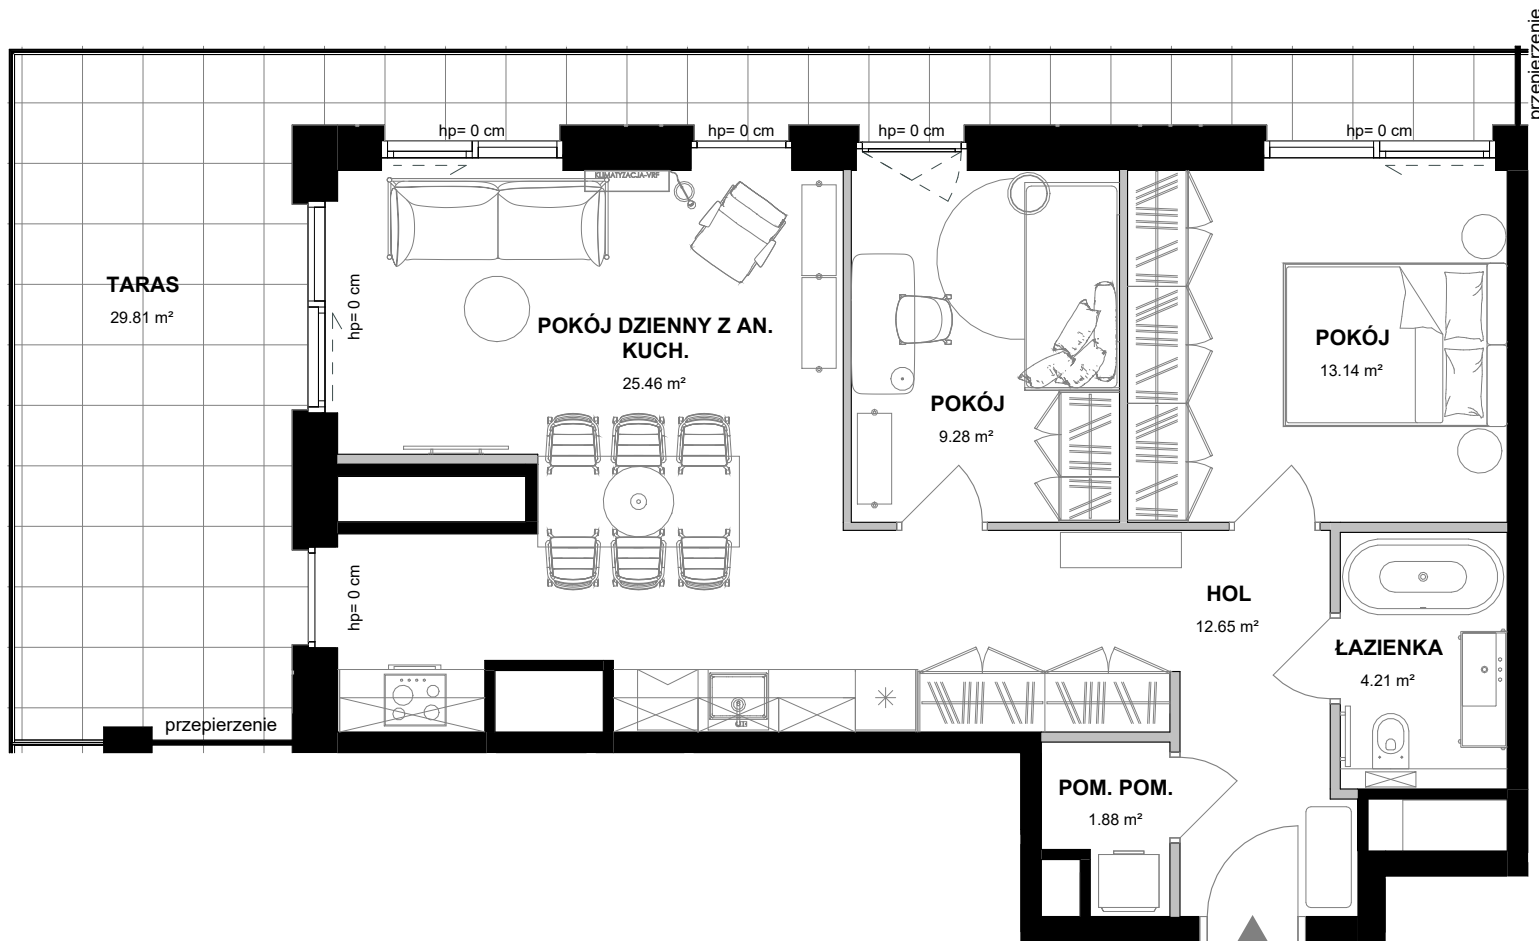 przepierzenie
hp= 0 cm
hp= 0 cm
hp= 0 cm
hp= 0 cm
KLIMATYZACJA-VRF
TARAS
29.81 m²
hp= 0 cm
POKÓJ DZIENNY Z AN.
KUCH.
25.46 m²
POKÓJ
9.28 m²
POKÓJ
13.14 m²
hp= 0 cm
HOL
12.65 m²
ŁAZIENKA
4.21 m²
przepierzenie
POM. POM.
1.88 m²